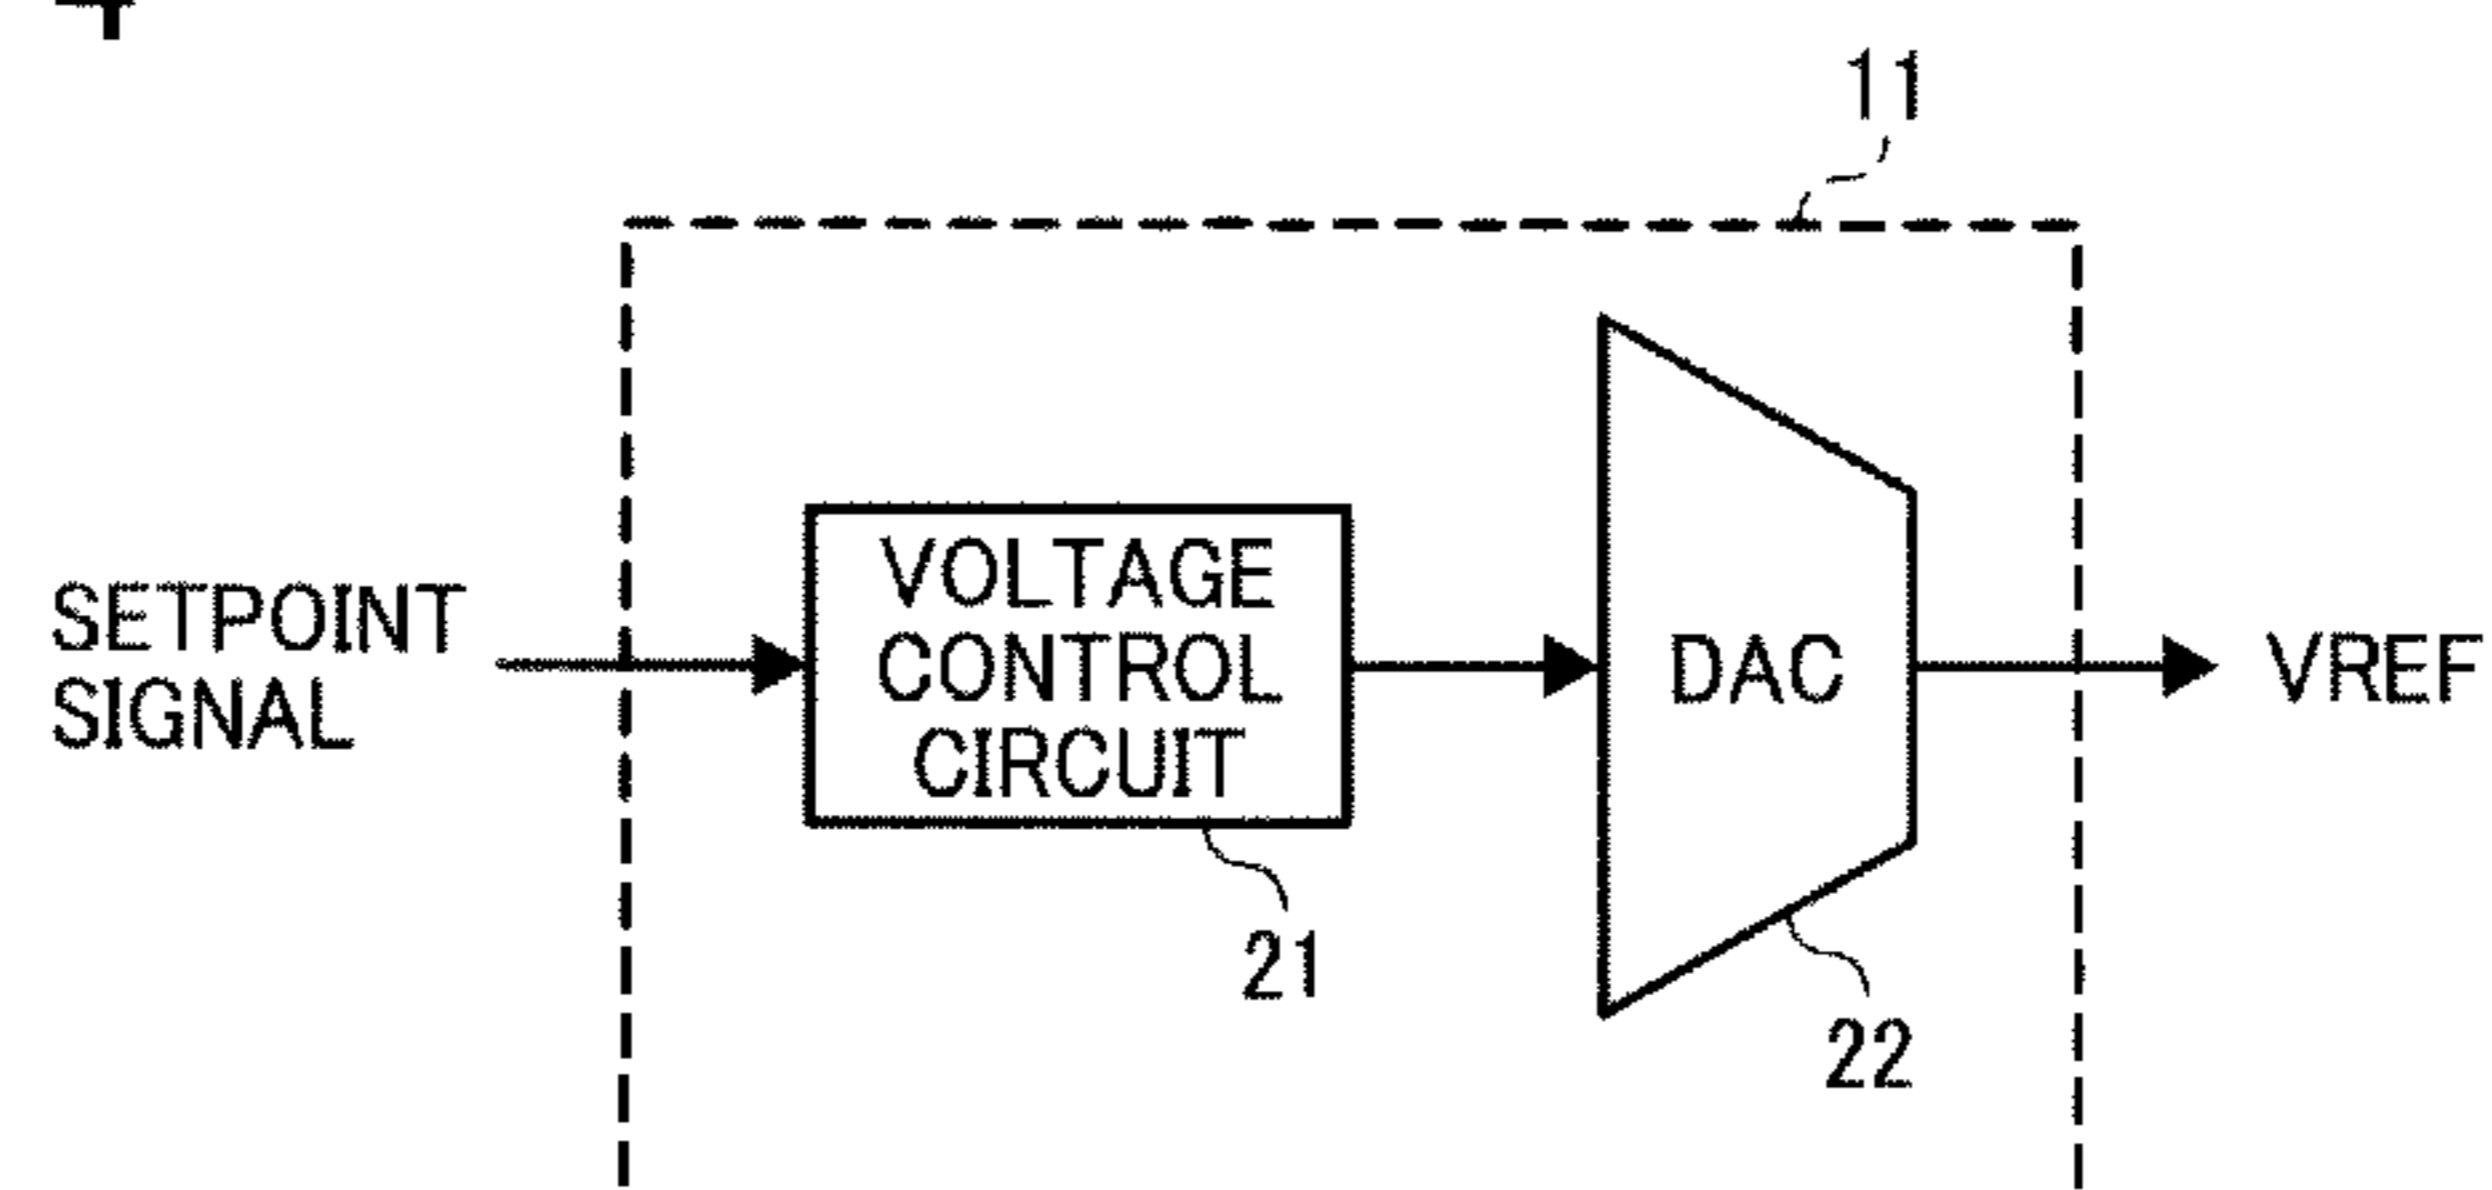 11
SETPOINT
SIGNAL
VOLTAGE
CONTROL
CIRCUIT
DAC
VREF
21
22